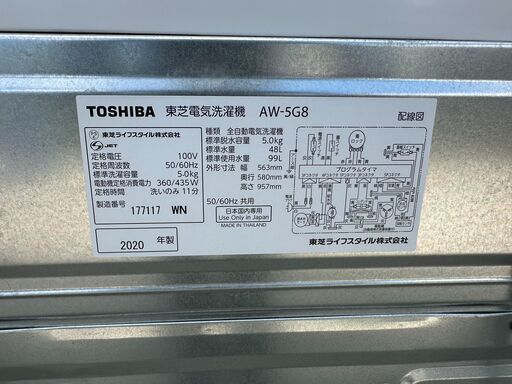 TOSHIBA 東芝電気洗濯機 AW-5G8
配線図
東芝ライフスタイル株式会社
JET
定格電圧 100V
定格周波数 50/60Hz
標準洗濯容量 5.0kg
電動機定格消費電力 360/435W
定格時間 洗いのみ 11分
製造番号 177117 WN
2020 年製
種類 全自動電気洗濯機
標準脱水容量 5.0kg
標準水量 48L
標準使用水量 99L
外形寸法 幅 563mm
奥行 580mm
高さ 957mm
50/60Hz 共用
日本国内専用
Use Only in Japan
MADE IN THAILAND
プログラムタイマ
東芝ライフスタイル株式会社